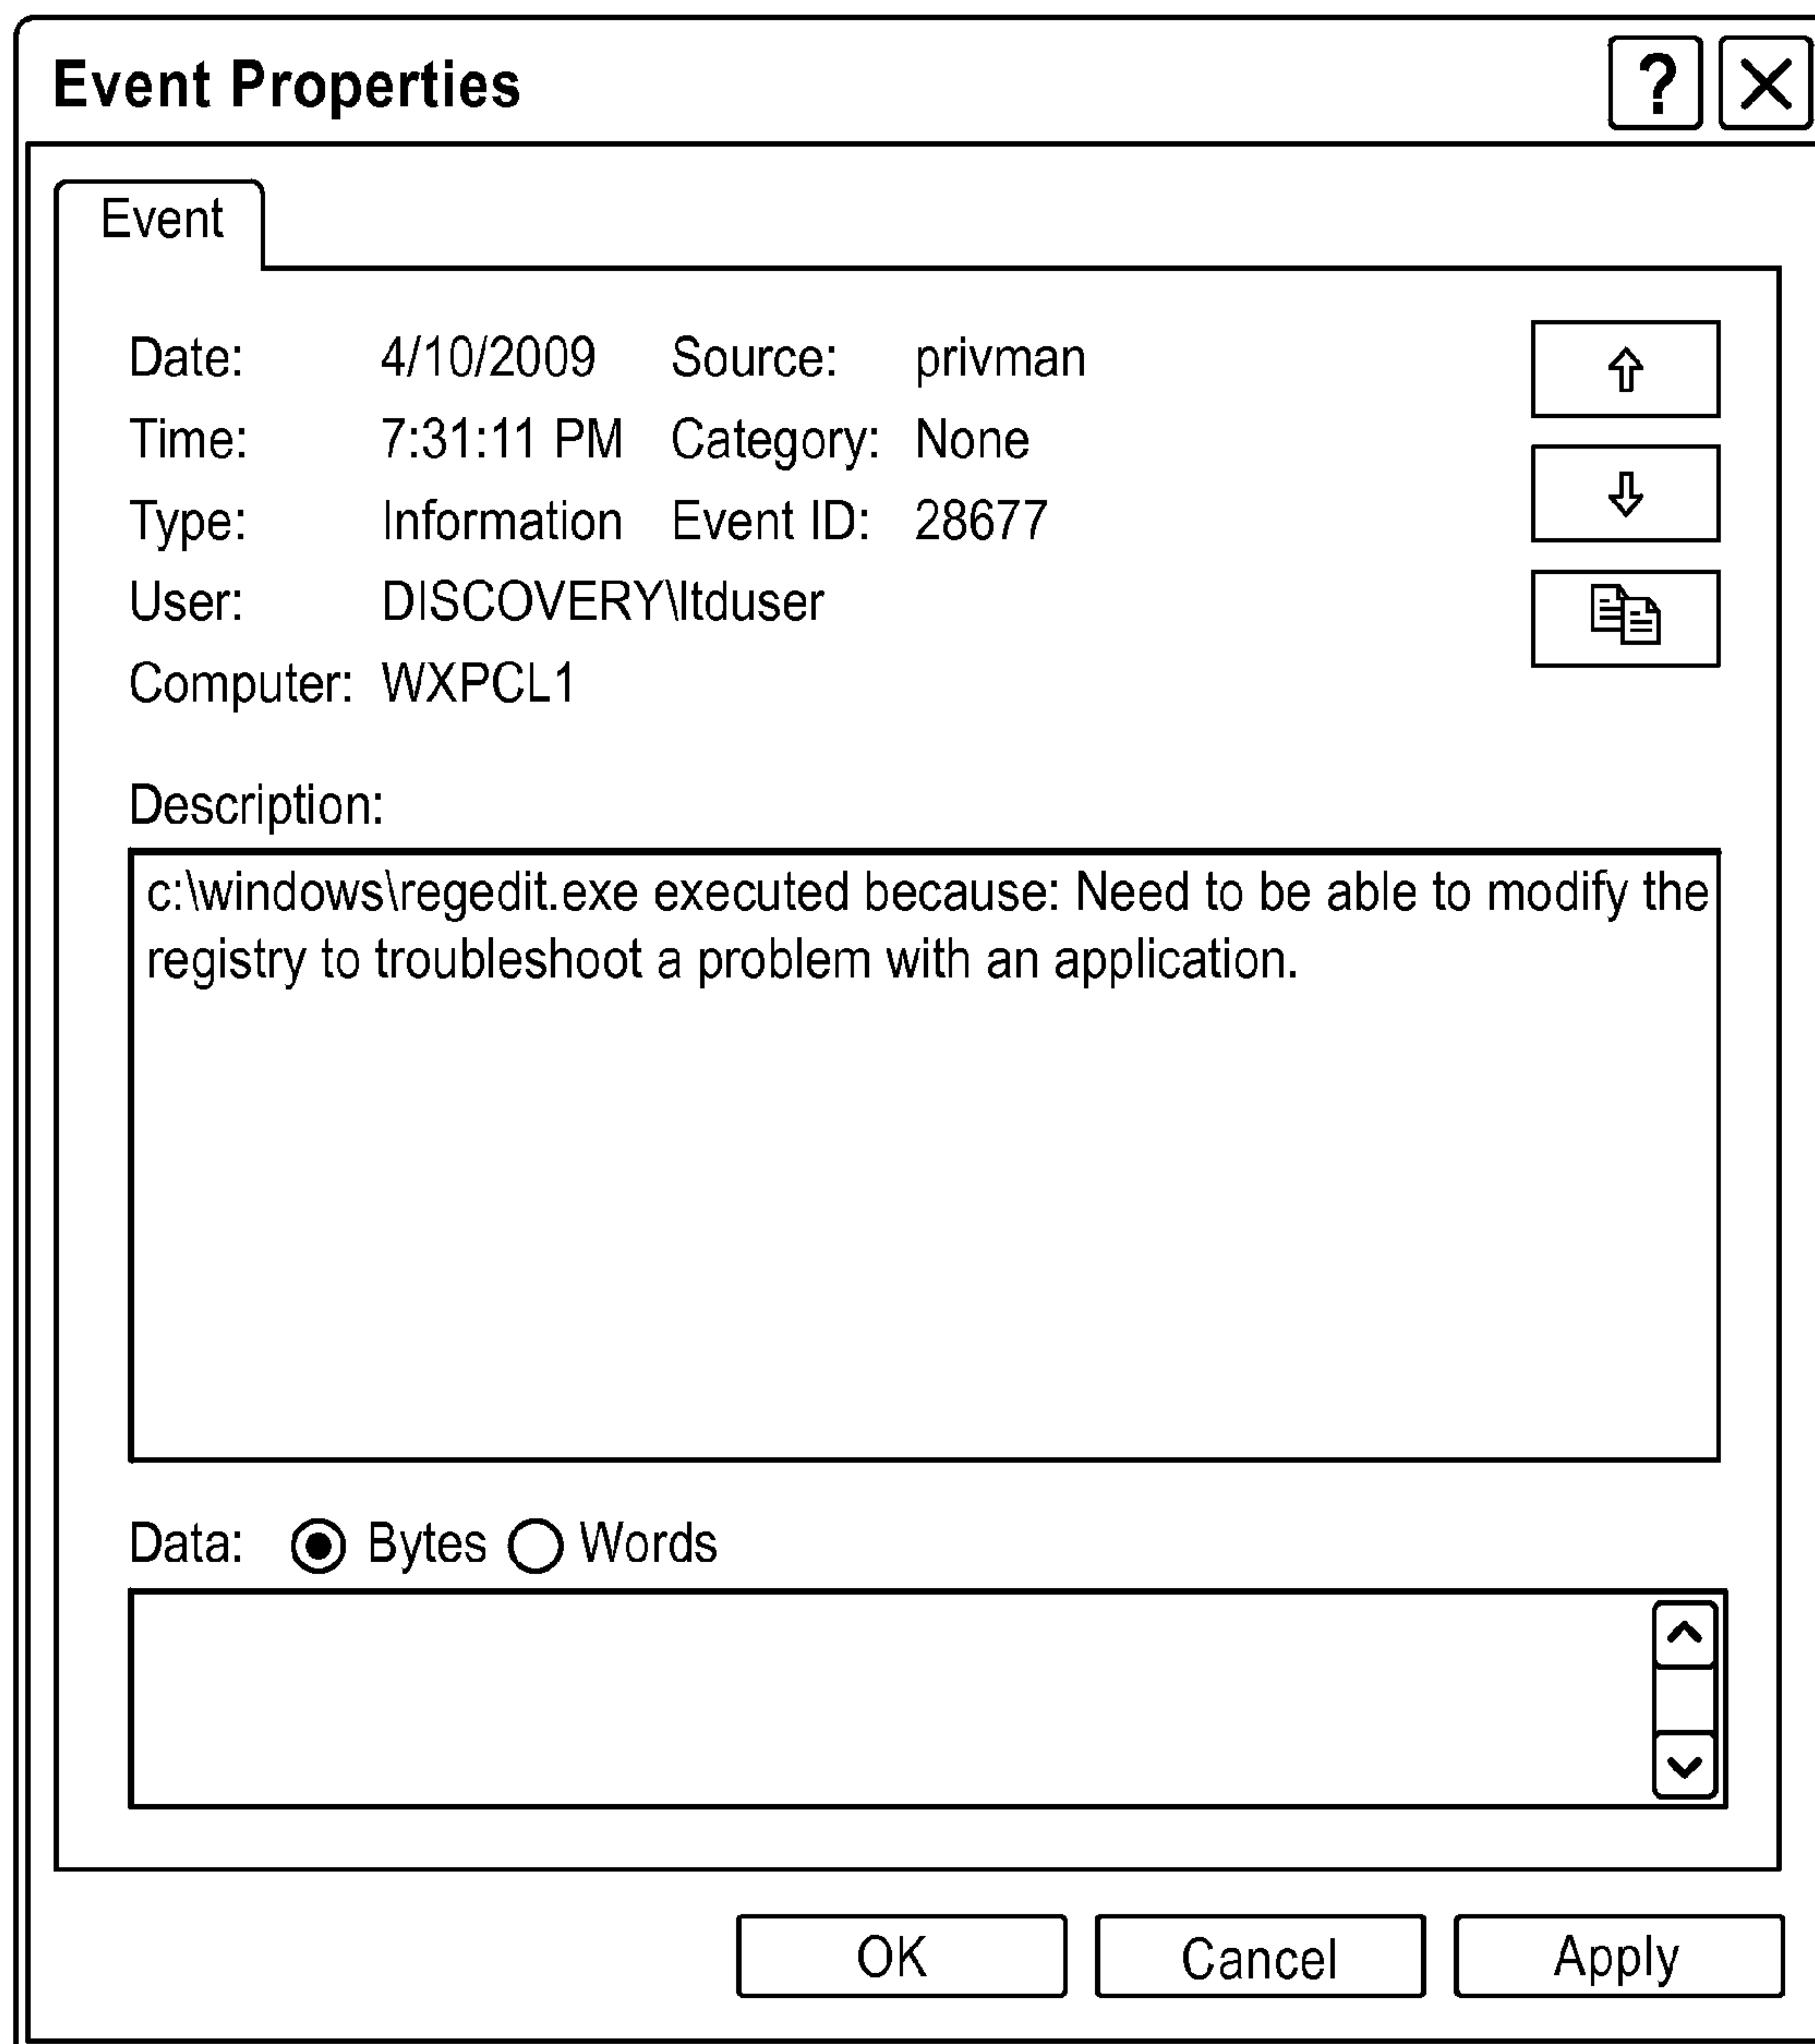 Event Properties ?
Event
Date: 4/10/2009 Source: privman
Time: 7:31:11 PM Category: None
Type: Information Event ID: 28677
User: DISCOVERY\ltduser
Computer: WXPCL1
Description:
c:\windows\regedit.exe executed because: Need to be able to modify the
registry to troubleshoot a problem with an application.
Data: Bytes Words
OK Cancel Apply